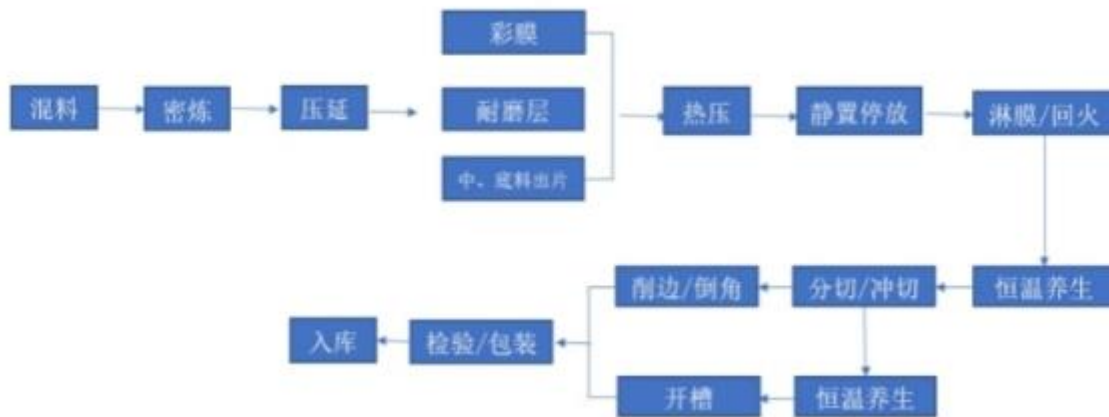 彩膜
混料
密炼
压延
耐磨层
热压
静置停放
淋膜/回火
中、底料出片
削边/倒角
分切/冲切
恒温养生
入库
检验/包装
开槽
恒温养生